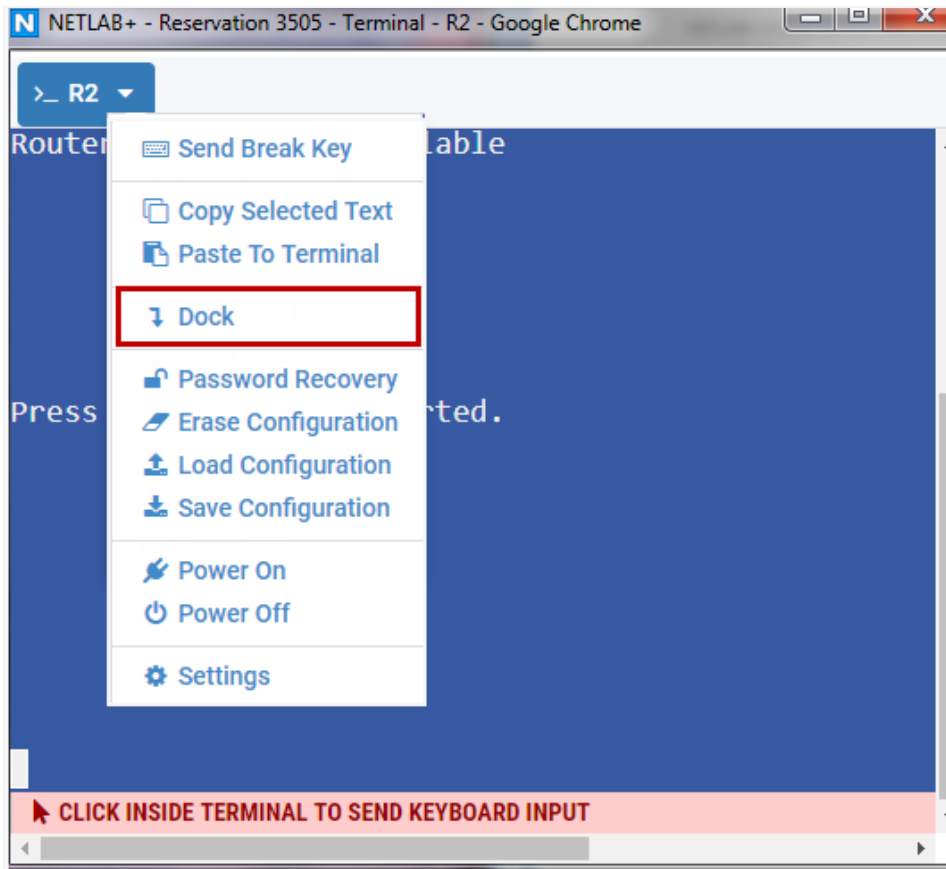 N NETLAB+ - Reservation 3505 - Terminal - R2 - Google Chrome
>_ R2
Router lable
Send Break Key
Copy Selected Text
Paste To Terminal
Dock
Password Recovery
Press rted.
Erase Configuration
Load Configuration
Save Configuration
Power On
Power Off
Settings
CLICK INSIDE TERMINAL TO SEND KEYBOARD INPUT